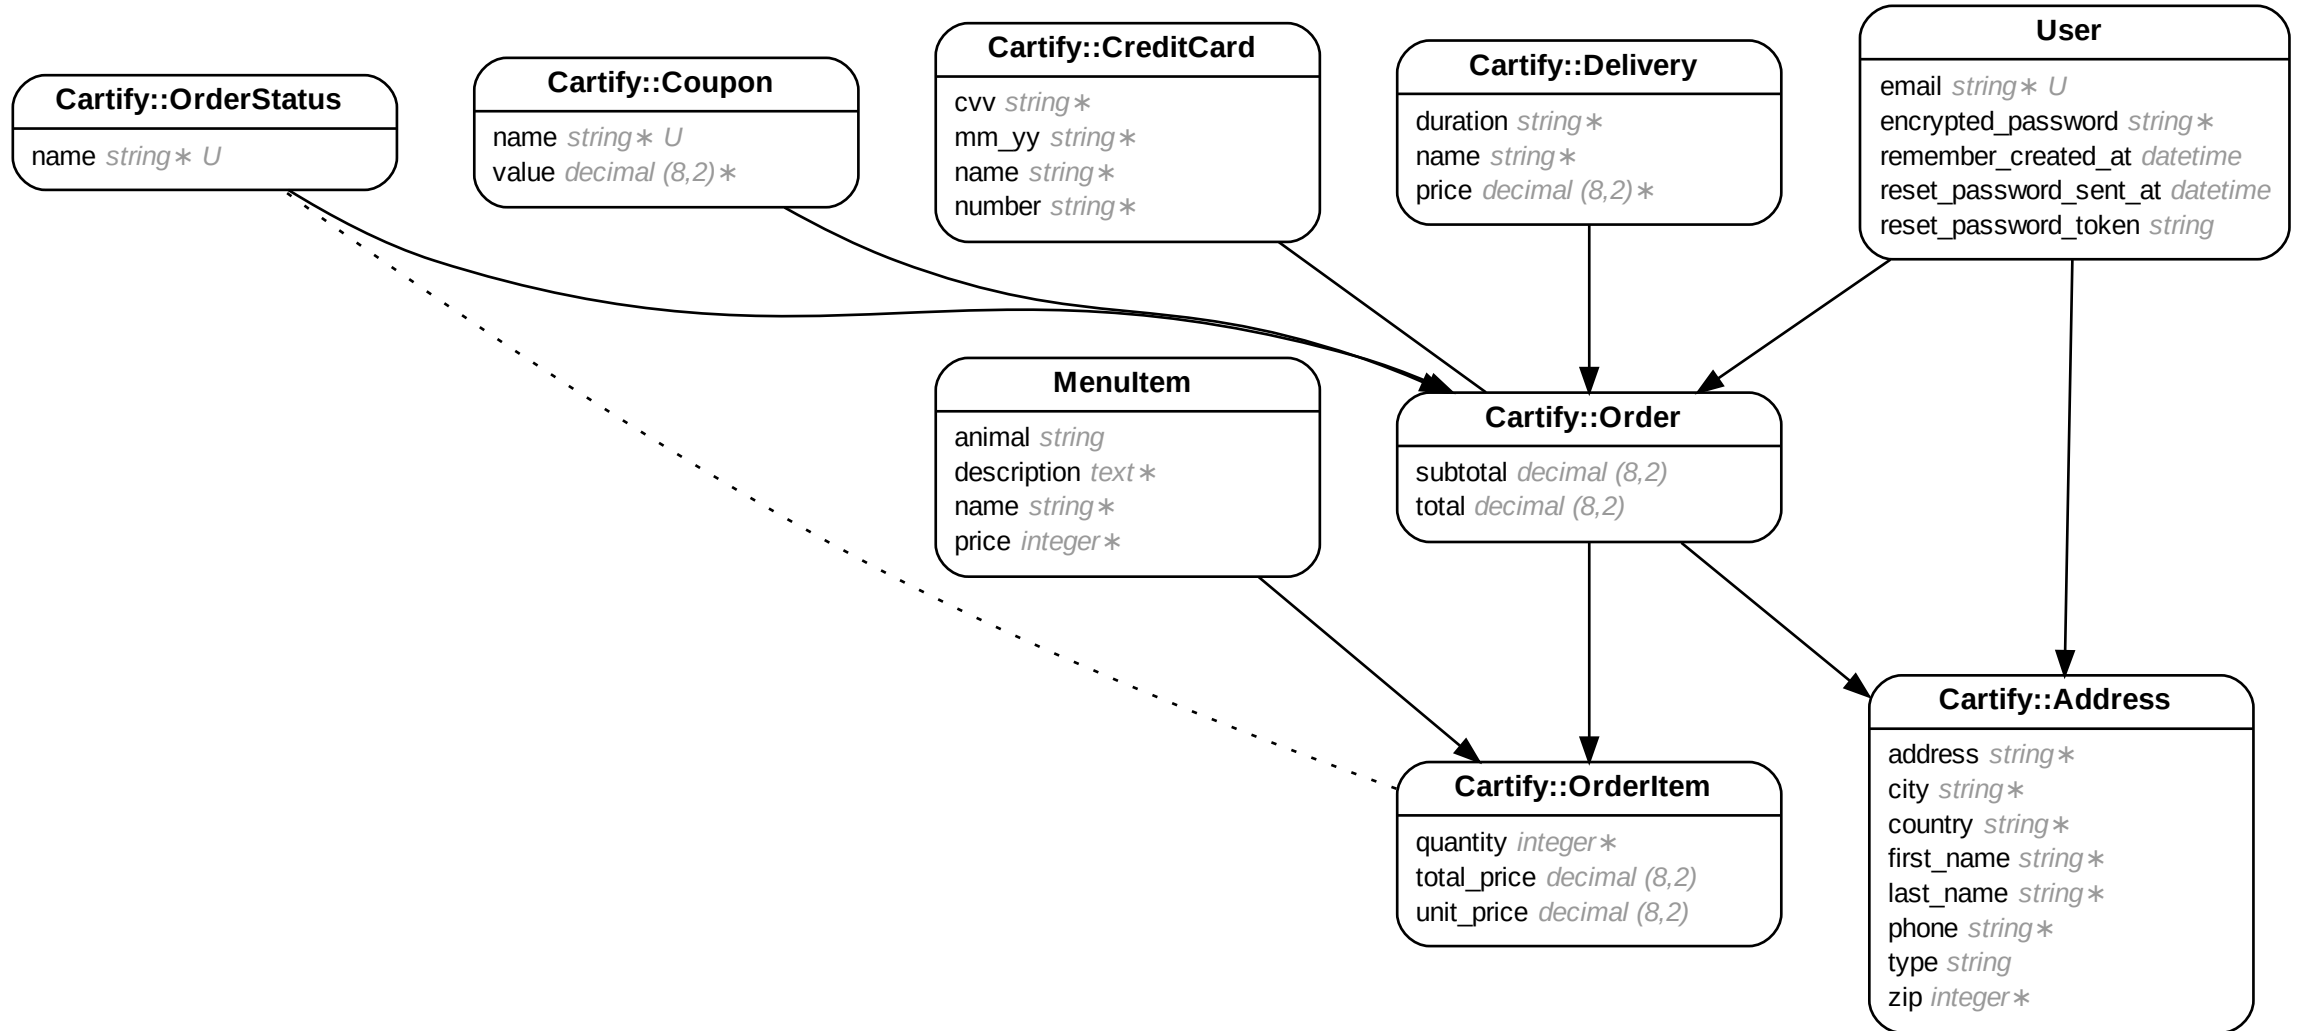 Cartify::OrderStatus
name string∗ U
Cartify::Coupon
name string∗ U
value decimal (8,2)∗
Cartify::CreditCard
cvv string∗
mm_yy string∗
name string∗
number string∗
Cartify::Delivery
duration string∗
name string∗
price decimal (8,2)∗
User
email string∗ U
encrypted_password string∗
remember_created_at datetime
reset_password_sent_at datetime
reset_password_token string
MenuItem
animal string
description text∗
name string∗
price integer∗
Cartify::Order
subtotal decimal (8,2)
total decimal (8,2)
Cartify::OrderItem
quantity integer∗
total_price decimal (8,2)
unit_price decimal (8,2)
Cartify::Address
address string∗
city string∗
country string∗
first_name string∗
last_name string∗
phone string∗
type string
zip integer∗